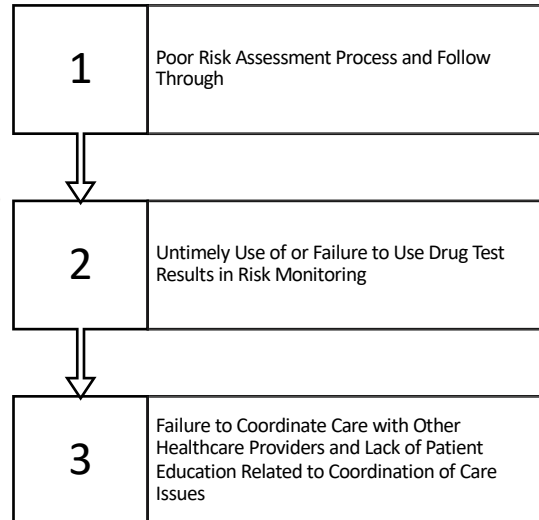 1
Poor Risk Assessment Process and Follow
Through
2
Untimely Use of or Failure to Use Drug Test
Results in Risk Monitoring
3
Failure to Coordinate Care with Other
Healthcare Providers and Lack of Patient
Education Related to Coordination of Care
Issues